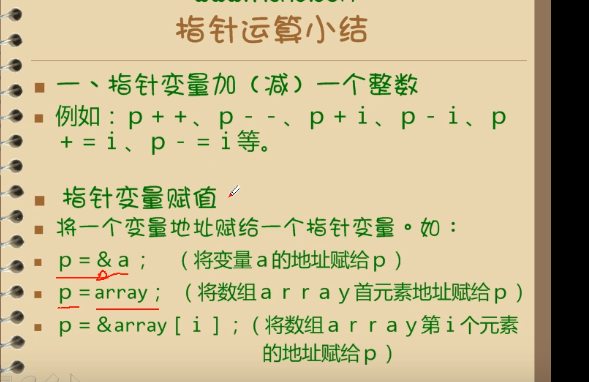 指针运算小结
一、指针变量加（减）一个整数
例如：p++、p--、p+i、p-i、p
+=i、p-=i等。
指针变量赋值
将一个变量地址赋给一个指针变量。如：
p=&a; （将变量a的地址赋给p）
p=array; （将数组array首元素地址赋给p）
p=&array[i];（将数组array第i个元素
的地址赋给p）